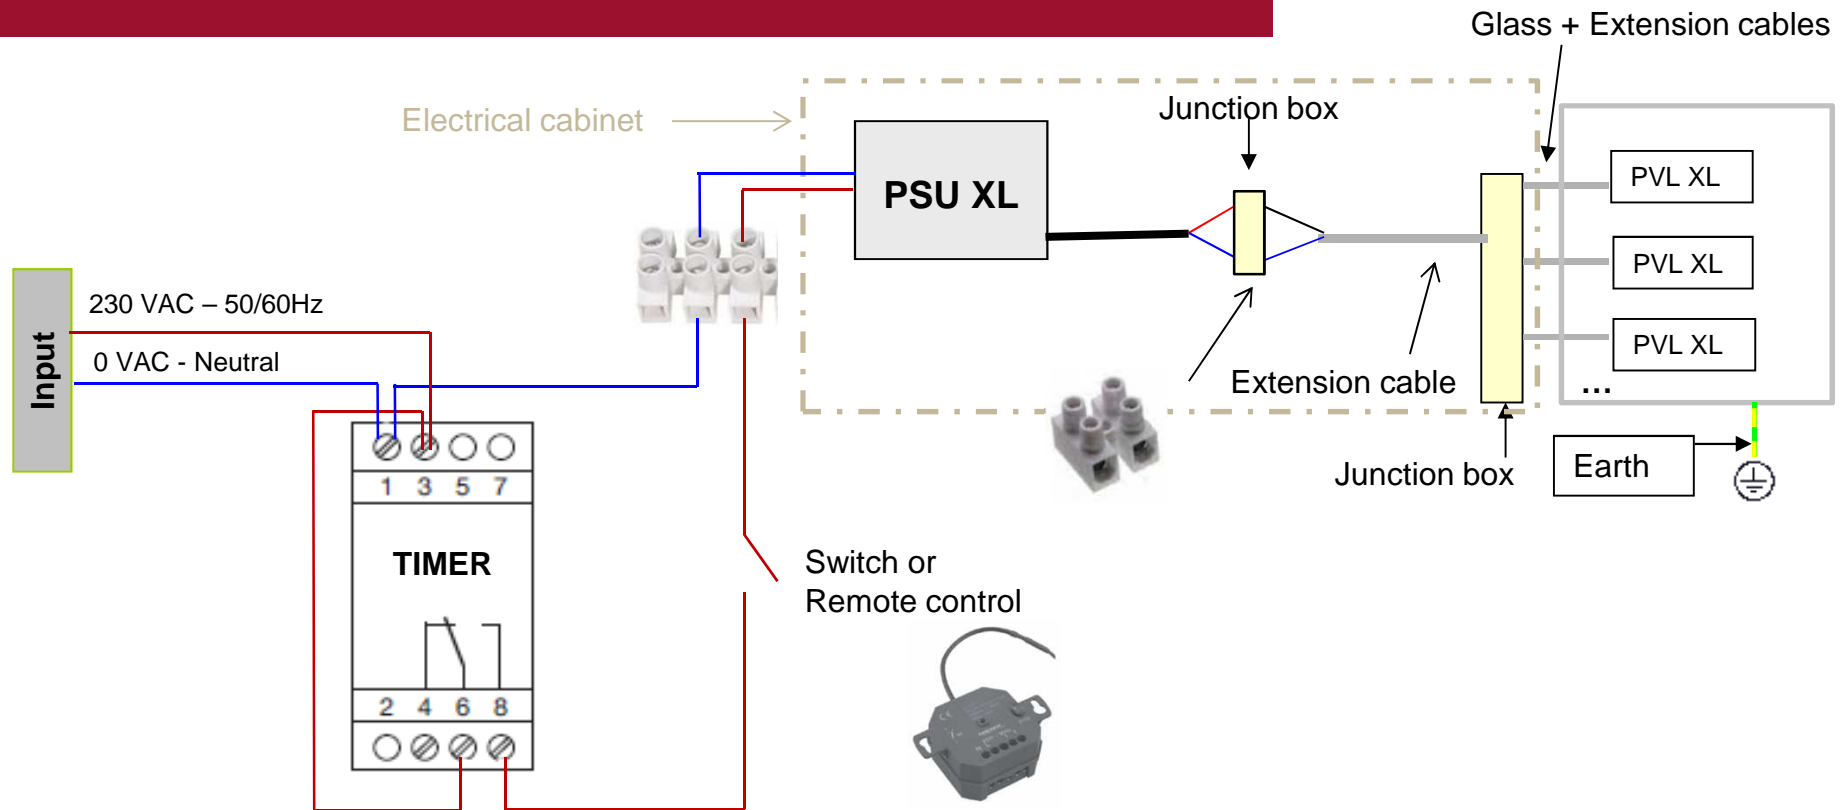 Glass + Extension cables
Electrical cabinet
Junction box
PSU XL
PVL XL
PVL XL
PVL XL
...
Input
230 VAC – 50/60Hz
0 VAC - Neutral
Extension cable
Junction box
Earth
1 3 5 7
TIMER
2 4 6 8
Switch or
Remote control